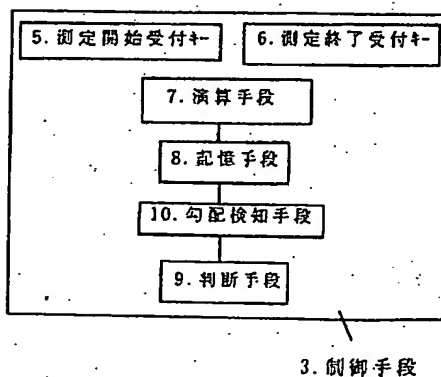 5.測定開始受付キー
6.測定終了受付キー
7.演算手段
8.記憶手段
10.勾配検知手段
9.判断手段
3.制御手段